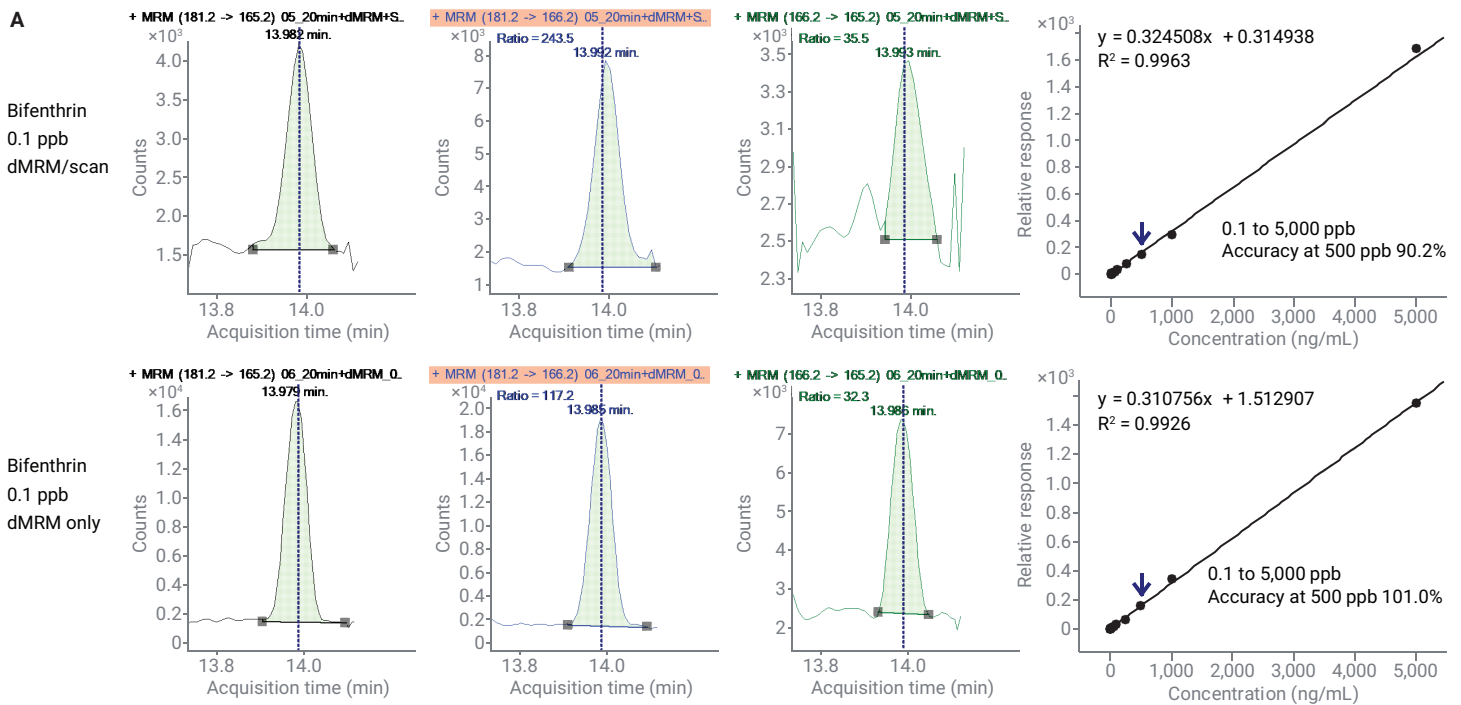 A
Bifenthrin
0.1 ppb
dMRM/scan
+ MRM (181.2 -> 165.2) 05_20min+dMRM+S..
×10³
13.982 min.
4.0
3.5
3.0
2.5
2.0
1.5
Counts
13.8
14.0
Acquisition time (min)
+ MRM (181.2 -> 166.2) 05_20min+dMRM+S..
×10³
Ratio = 243.5
13.992 min.
8
7
6
5
4
3
2
1
Counts
13.8
14.0
Acquisition time (min)
+ MRM (166.2 -> 165.2) 05_20min+dMRM+S..
×10³
Ratio = 35.5
13.993 min.
3.5
3.3
3.1
2.9
2.7
2.5
2.3
Counts
13.8
14.0
Acquisition time (min)
×10³
y = 0.324508x + 0.314938
R² = 0.9963
1.8
1.6
1.4
1.2
1.0
0.8
0.6
0.4
0.2
0
Relative response
0.1 to 5,000 ppb
Accuracy at 500 ppb 90.2%
0
1,000
2,000
3,000
4,000
5,000
Concentration (ng/mL)
Bifenthrin
0.1 ppb
dMRM only
+ MRM (181.2 -> 165.2) 06_20min+dMRM_0..
×10⁴
13.979 min.
1.6
1.4
1.2
1.0
0.8
0.6
0.4
0.2
0
Counts
13.8
14.0
Acquisition time (min)
+ MRM (181.2 -> 166.2) 06_20min+dMRM_0..
×10⁴
Ratio = 117.2
13.985 min.
2.0
1.8
1.6
1.4
1.2
1.0
0.8
0.6
0.4
0.2
0
Counts
13.8
14.0
Acquisition time (min)
+ MRM (166.2 -> 165.2) 06_20min+dMRM_0..
×10³
Ratio = 32.3
13.986 min.
7
6
5
4
3
2
Counts
13.8
14.0
Acquisition time (min)
×10³
y = 0.310756x + 1.512907
R² = 0.9926
1.4
1.2
1.0
0.8
0.6
0.4
0.2
0
Relative response
0.1 to 5,000 ppb
Accuracy at 500 ppb 101.0%
0
1,000
2,000
3,000
4,000
5,000
Concentration (ng/mL)